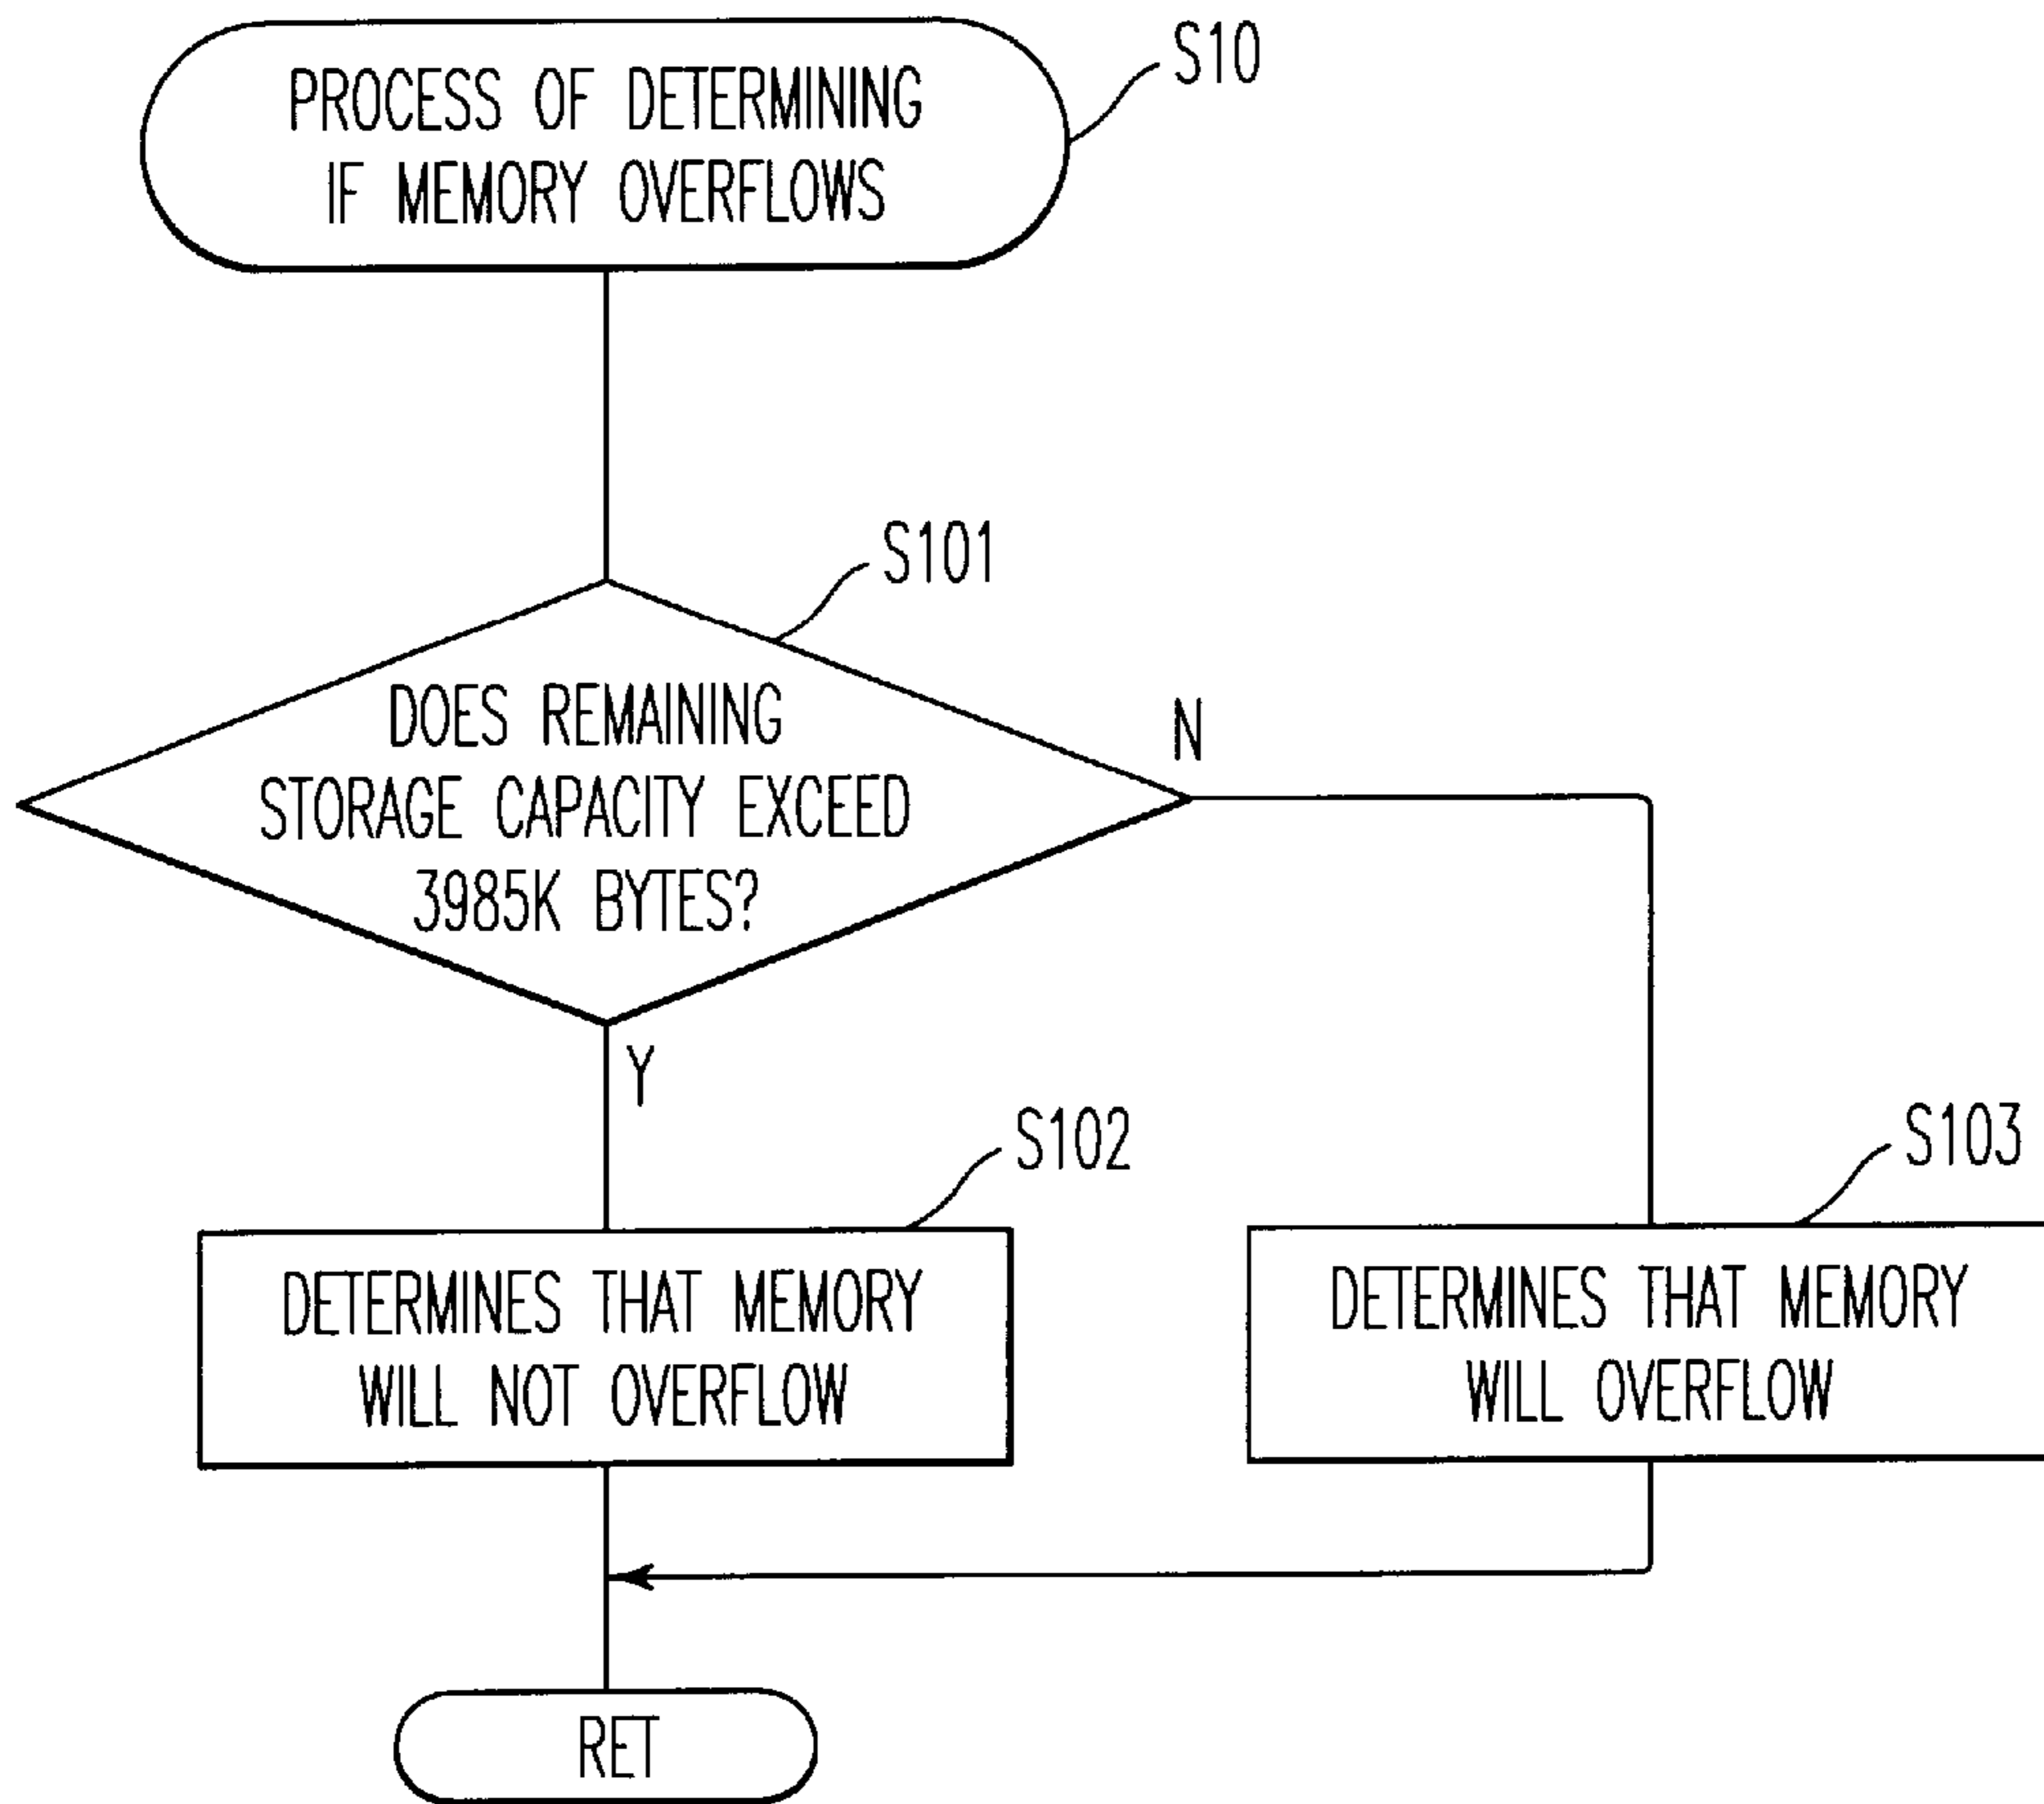 PROCESS OF DETERMINING
IF MEMORY OVERFLOWS
S10
S101
DOES REMAINING
STORAGE CAPACITY EXCEED
3985K BYTES?
N
Y
S102
DETERMINES THAT MEMORY
WILL NOT OVERFLOW
S103
DETERMINES THAT MEMORY
WILL OVERFLOW
RET